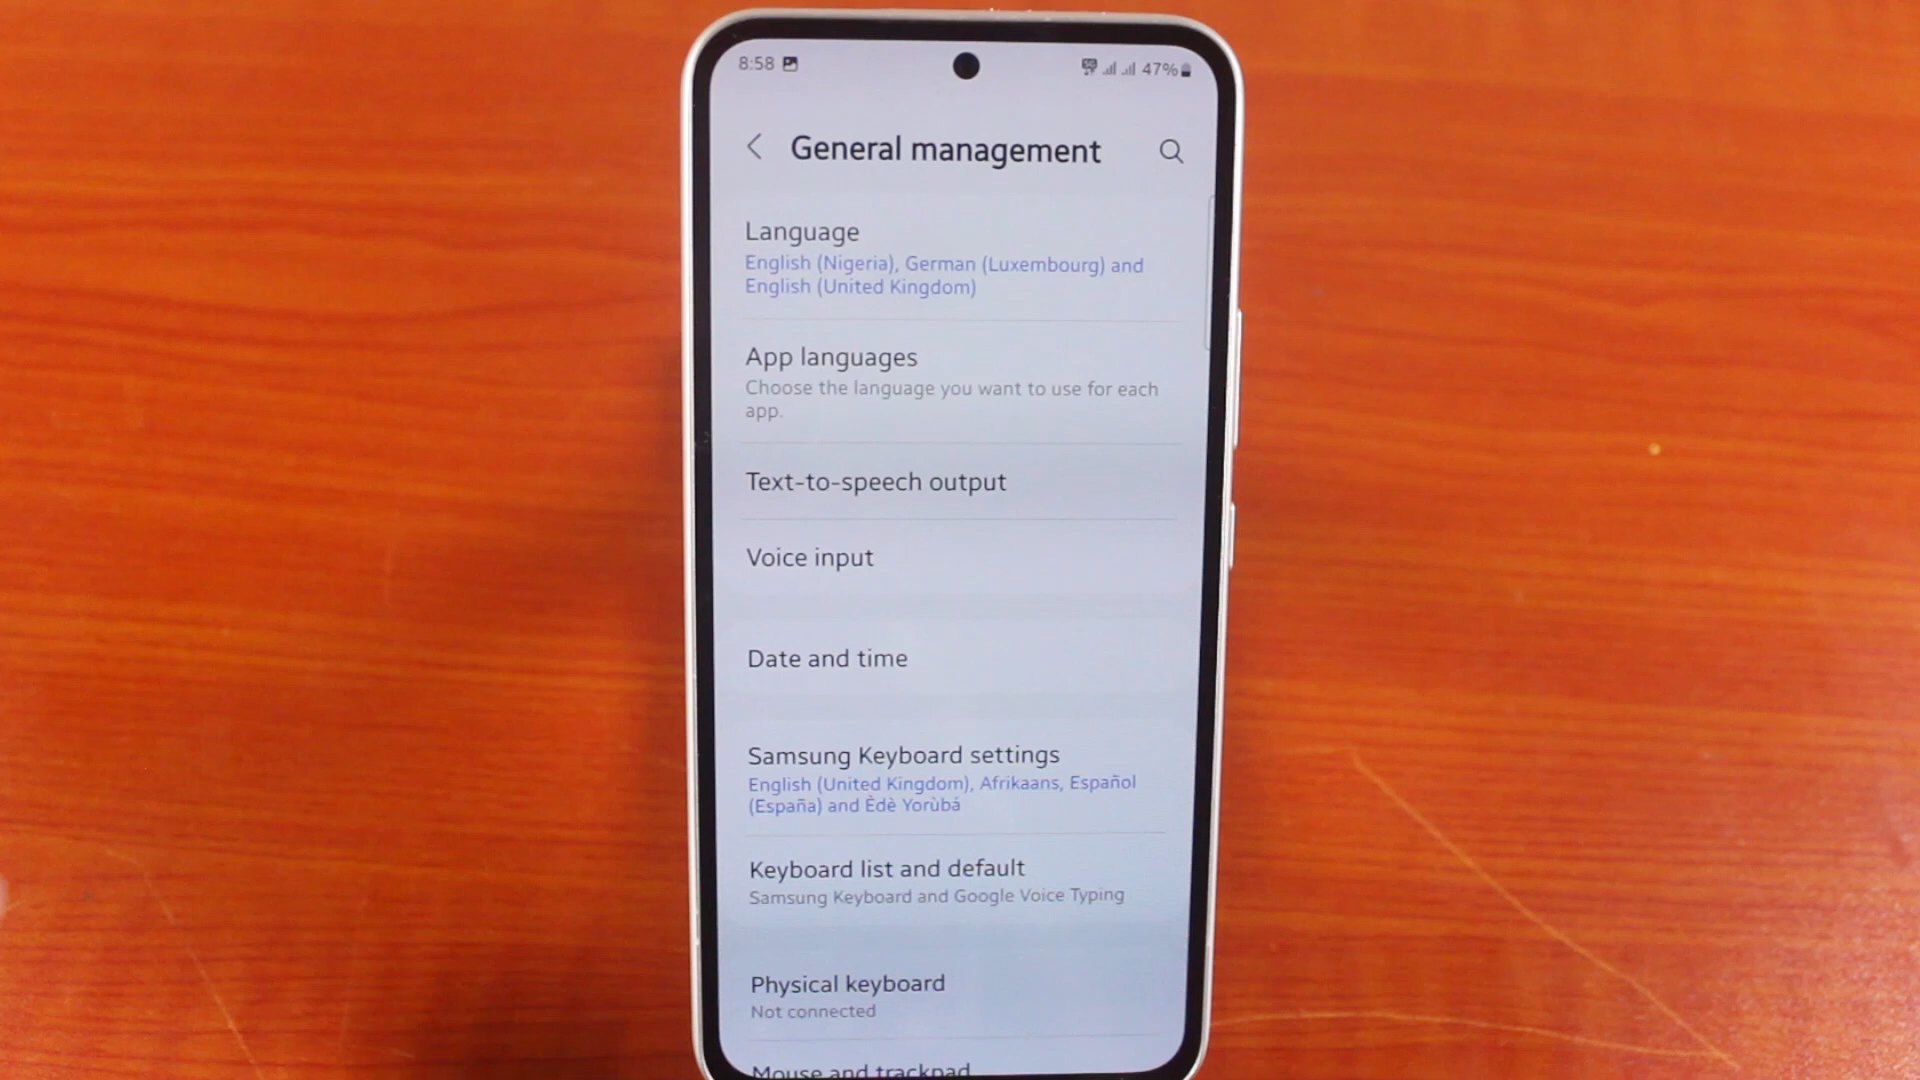 8:58
5G 47%
General management
Language
English (Nigeria), German (Luxembourg) and
English (United Kingdom)
App languages
Choose the language you want to use for each
app.
Text-to-speech output
Voice input
Date and time
Samsung Keyboard settings
English (United Kingdom), Afrikaans, Español
(España) and Èdè Yorùbá
Keyboard list and default
Samsung Keyboard and Google Voice Typing
Physical keyboard
Not connected
Mouse and trackpad